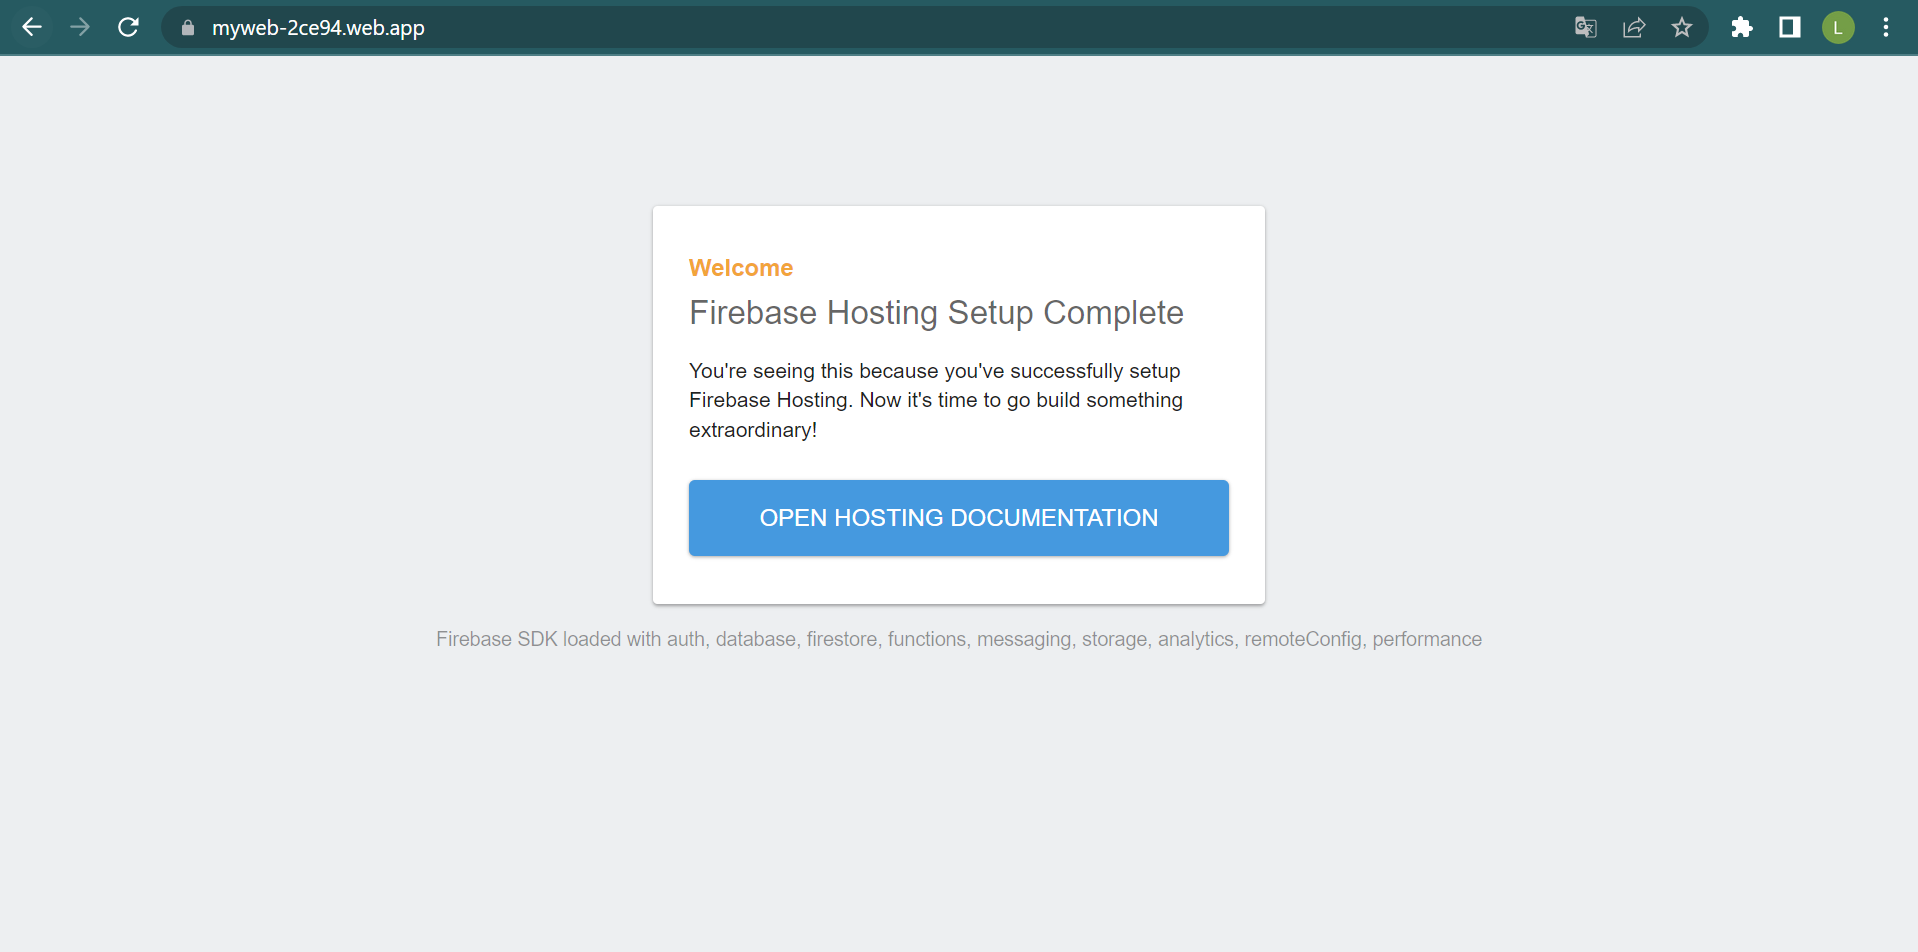 myweb-2ce94.web.app
L
Welcome
Firebase Hosting Setup Complete
You're seeing this because you've successfully setup
Firebase Hosting. Now it's time to go build something
extraordinary!
OPEN HOSTING DOCUMENTATION
Firebase SDK loaded with auth, database, firestore, functions, messaging, storage, analytics, remoteConfig, performance